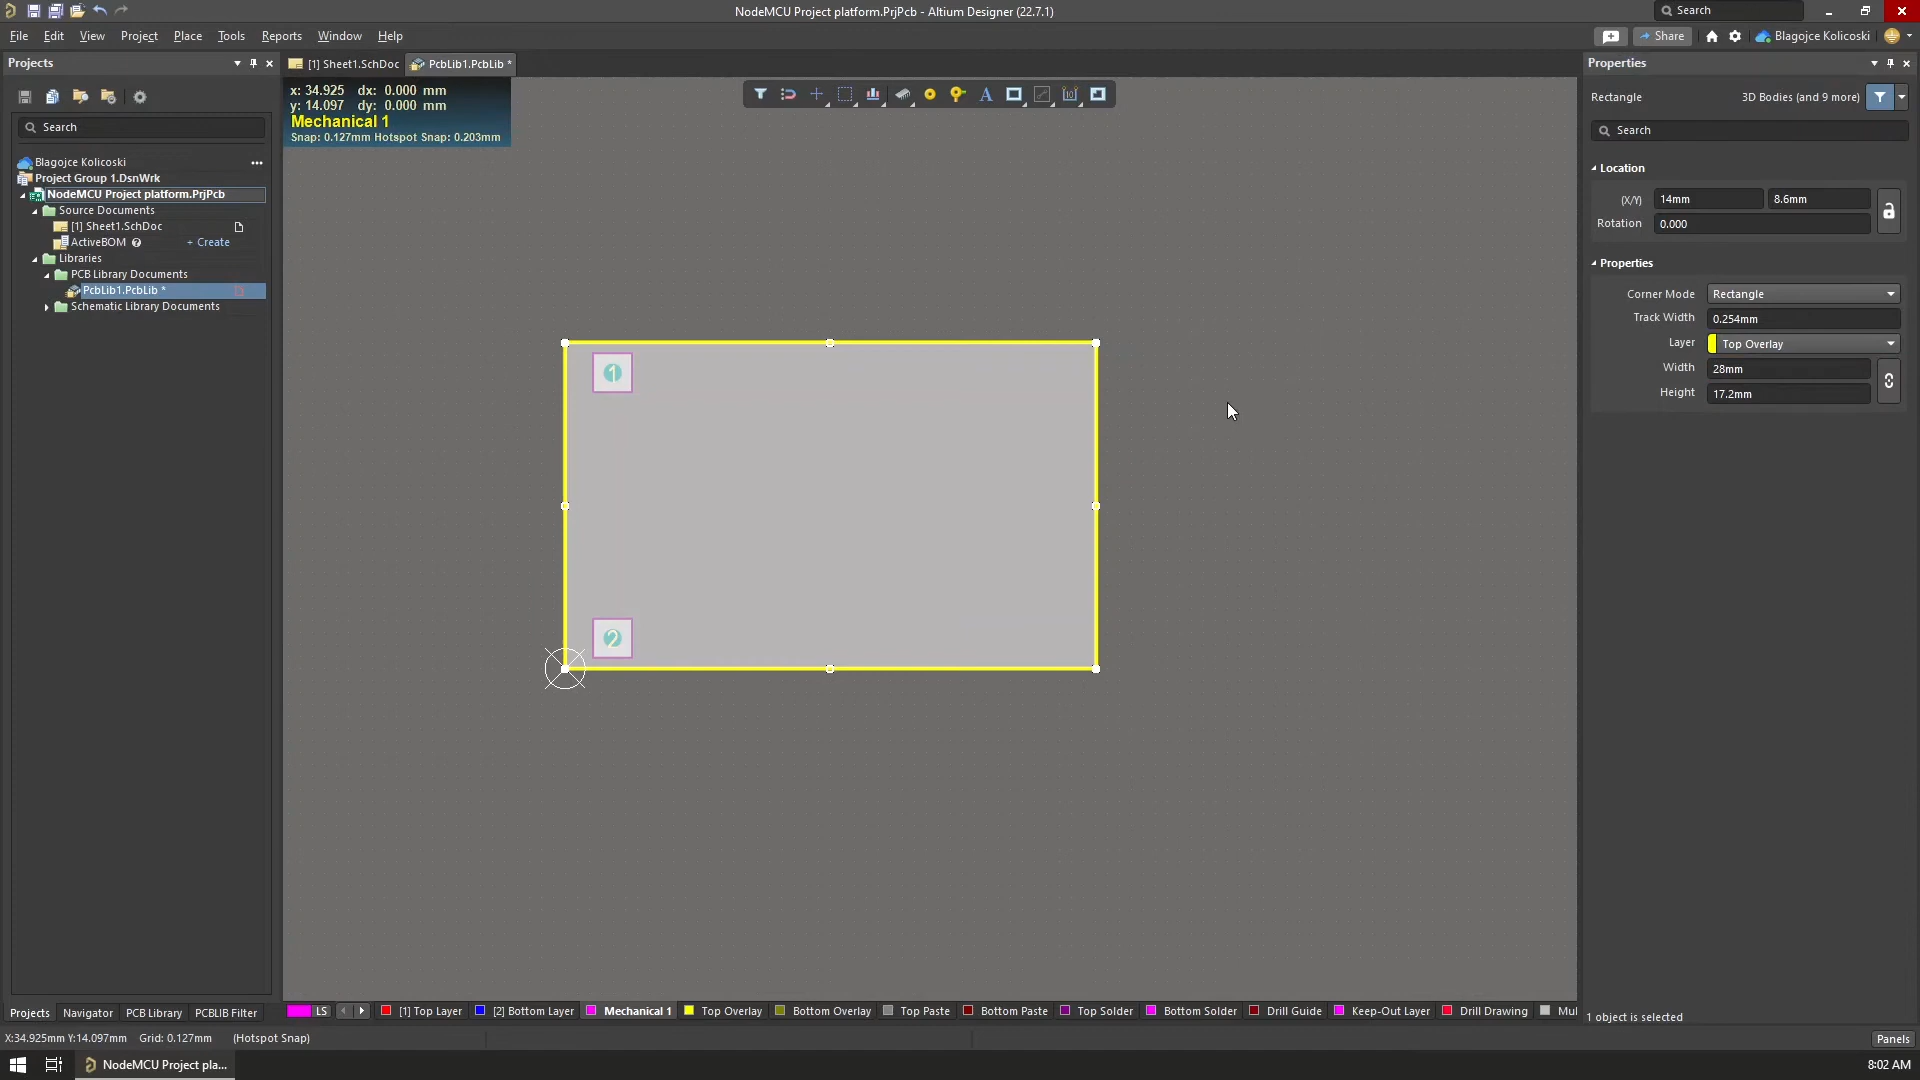 NodeMCU Project platform.PrjPcb - Altium Designer (22.7.1)
Search
File Edit View Project Place Tools Reports Window Help
Share
Blagojce Kolicoski
Projects
[1] Sheet1.SchDoc
PcbLib1.PcbLib *
Properties
x: 34.925 dx: 0.000 mm
y: 14.097 dy: 0.000 mm
Mechanical 1
Snap: 0.127mm Hotspot Snap: 0.203mm
Rectangle
3D Bodies (and 9 more)
Search
Search
Blagojce Kolicoski
Project Group 1.DsnWrk
NodeMCU Project platform.PrjPcb
Source Documents
[1] Sheet1.SchDoc
ActiveBOM
+ Create
Libraries
PCB Library Documents
PcbLib1.PcbLib *
Schematic Library Documents
Location
(X/Y) 14mm 8.6mm
Rotation 0.000
Properties
Corner Mode Rectangle
Track Width 0.254mm
Layer Top Overlay
Width 28mm
Height 17.2mm
1
2
LS
[1] Top Layer
[2] Bottom Layer
Mechanical 1
Top Overlay
Bottom Overlay
Top Paste
Bottom Paste
Top Solder
Bottom Solder
Drill Guide
Keep-Out Layer
Drill Drawing
Mul
Projects Navigator PCB Library PCBLIB Filter
1 object is selected
X:34.925mm Y:14.097mm Grid: 0.127mm (Hotspot Snap)
Panels
NodeMCU Project pla...
8:02 AM